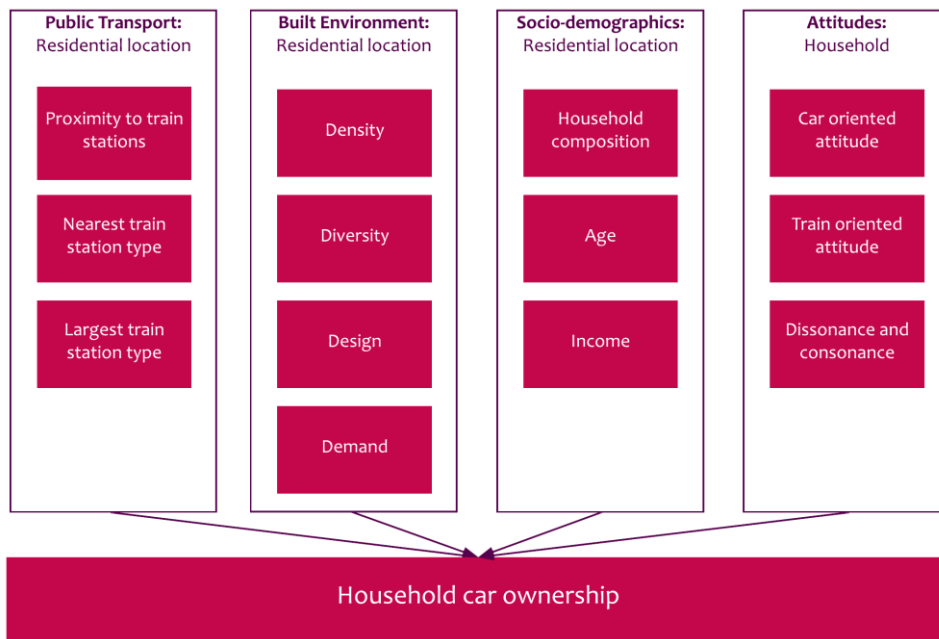 Public Transport:
Residential location
Proximity to train
stations
Nearest train
station type
Largest train
station type
Built Environment:
Residential location
Density
Diversity
Design
Demand
Socio-demographics:
Residential location
Household
composition
Age
Income
Attitudes:
Household
Car oriented
attitude
Train oriented
attitude
Dissonance and
consonance
Household car ownership